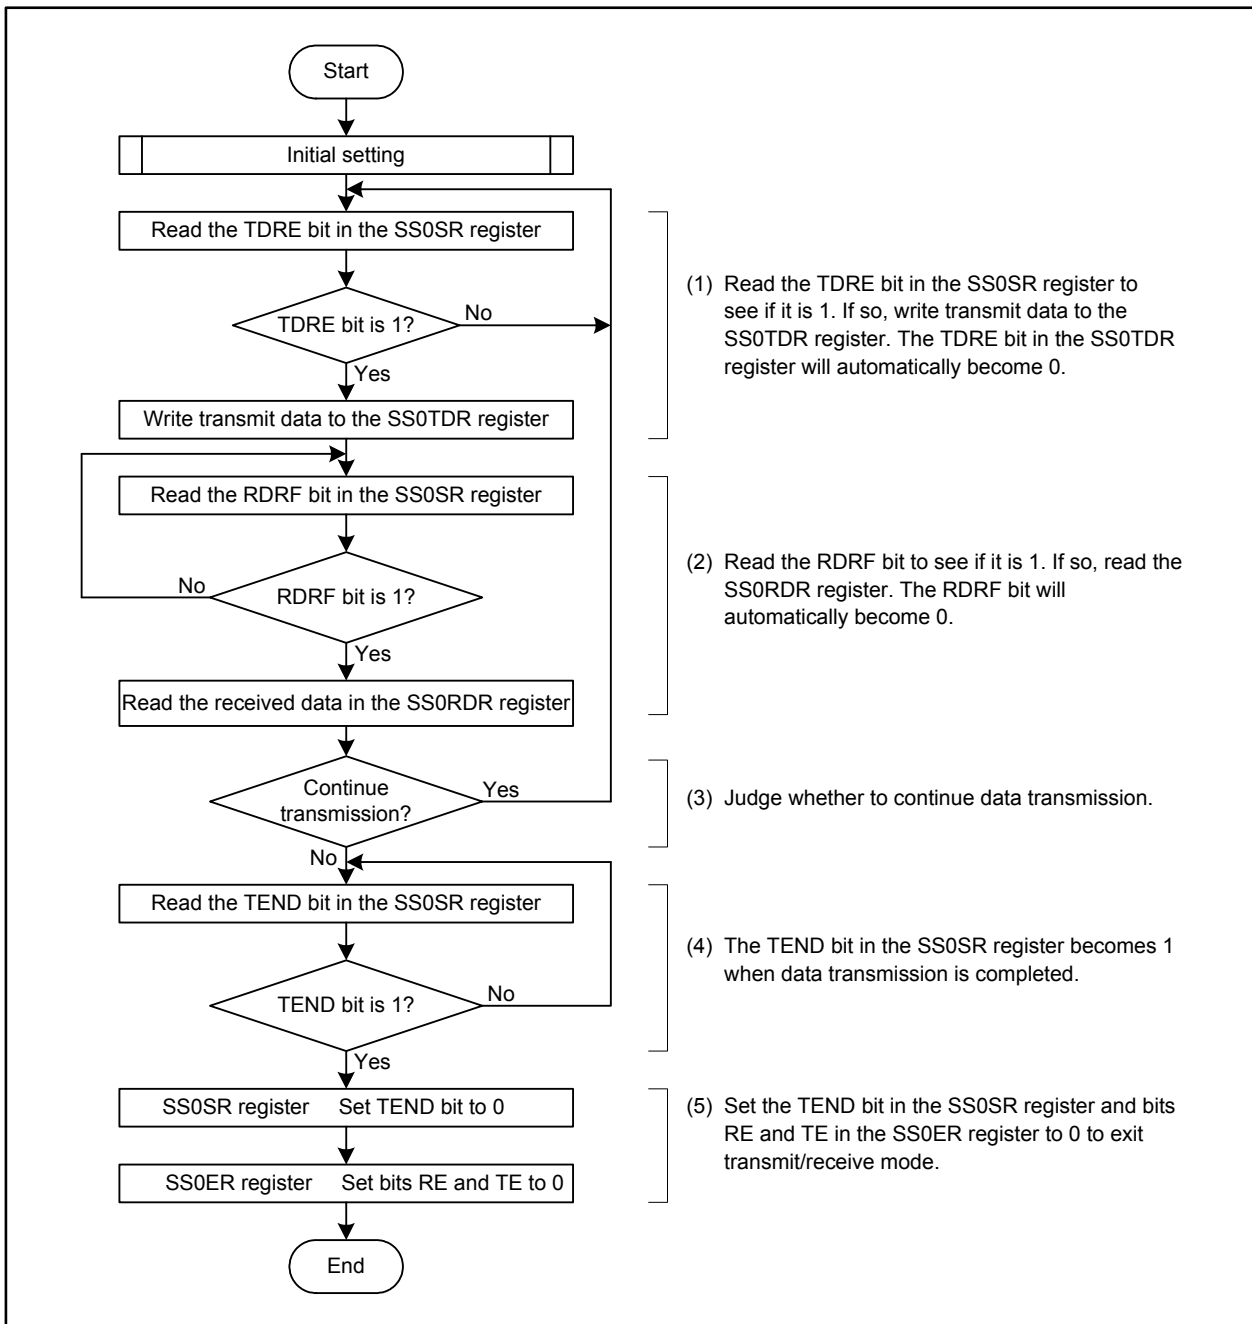 Start
Initial setting
Read the TDRE bit in the SS0SR register
TDRE bit is 1?
No
Yes
Write transmit data to the SS0TDR register
(1) Read the TDRE bit in the SS0SR register to
see if it is 1. If so, write transmit data to the
SS0TDR register. The TDRE bit in the SS0TDR
register will automatically become 0.
Read the RDRF bit in the SS0SR register
No
RDRF bit is 1?
Yes
Read the received data in the SS0RDR register
(2) Read the RDRF bit to see if it is 1. If so, read the
SS0RDR register. The RDRF bit will
automatically become 0.
Continue
transmission?
Yes
No
(3) Judge whether to continue data transmission.
Read the TEND bit in the SS0SR register
TEND bit is 1?
No
Yes
(4) The TEND bit in the SS0SR register becomes 1
when data transmission is completed.
SS0SR register Set TEND bit to 0
SS0ER register Set bits RE and TE to 0
(5) Set the TEND bit in the SS0SR register and bits
RE and TE in the SS0ER register to 0 to exit
transmit/receive mode.
End